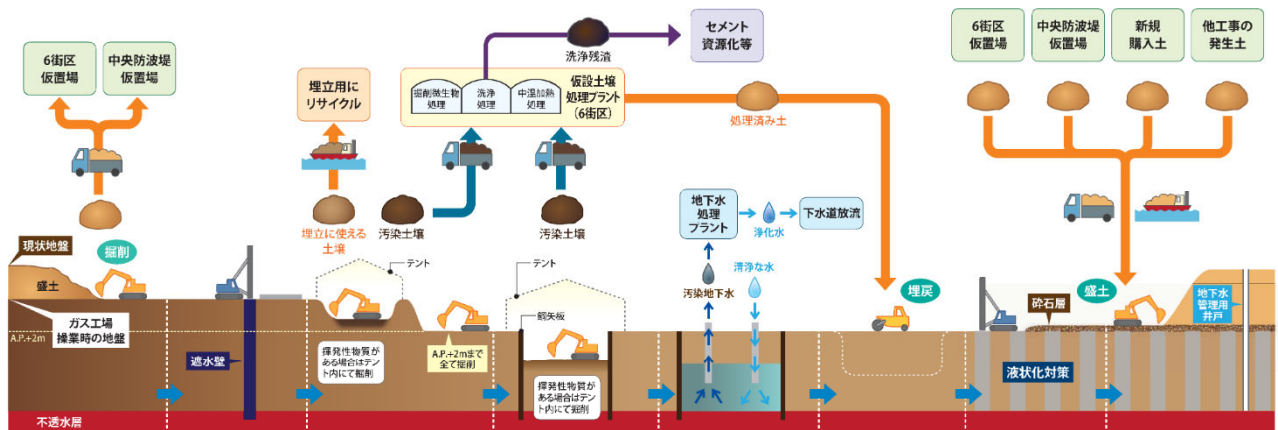 6街区
仮置場
中央防波堤
仮置場
現状地盤
盛土
掘削
ガス工場
操業時の地盤
A.P.+2m
不透水層
遮水壁
埋立用に
リサイクル
埋立に使える
土壌
汚染土壌
テント
揮発性物質が
ある場合はテン
ト内にて掘削
A.P.+2mまで
全て掘削
洗浄残渣
セメント
資源化等
掘削微生物
処理
洗浄
処理
中温加熱
処理
仮設土壌
処理プラント
(6街区)
処理済み土
汚染土壌
テント
鋼矢板
揮発性物質が
ある場合はテン
ト内にて掘削
地下水
処理
プラント
浄化水
下水道放流
汚染地下水
清浄な水
埋戻
6街区
仮置場
中央防波堤
仮置場
新規
購入土
他工事の
発生土
砕石層
盛土
地下水
管理用
井戸
液状化対策